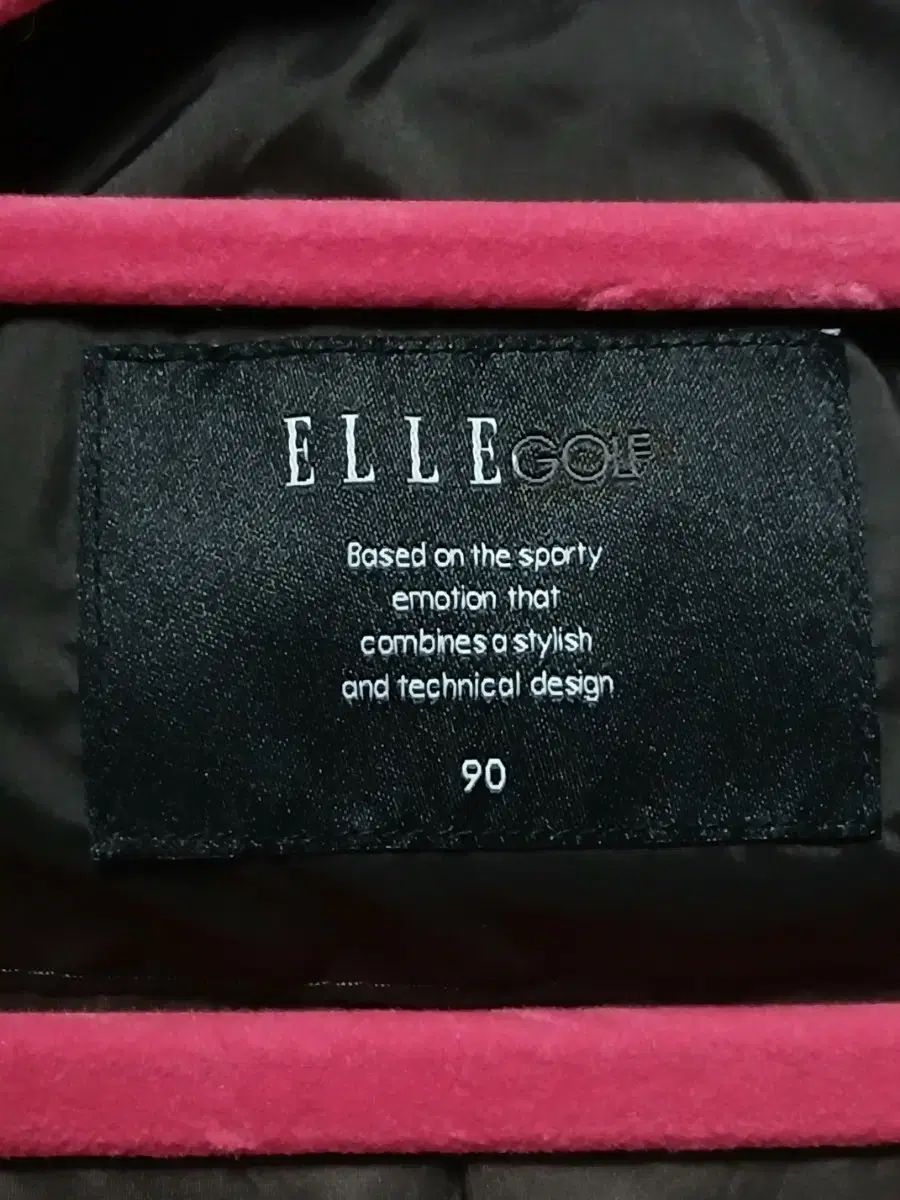 ELLE GOLF
Based on the sporty
emotion that
combines a stylish
and technical design
90